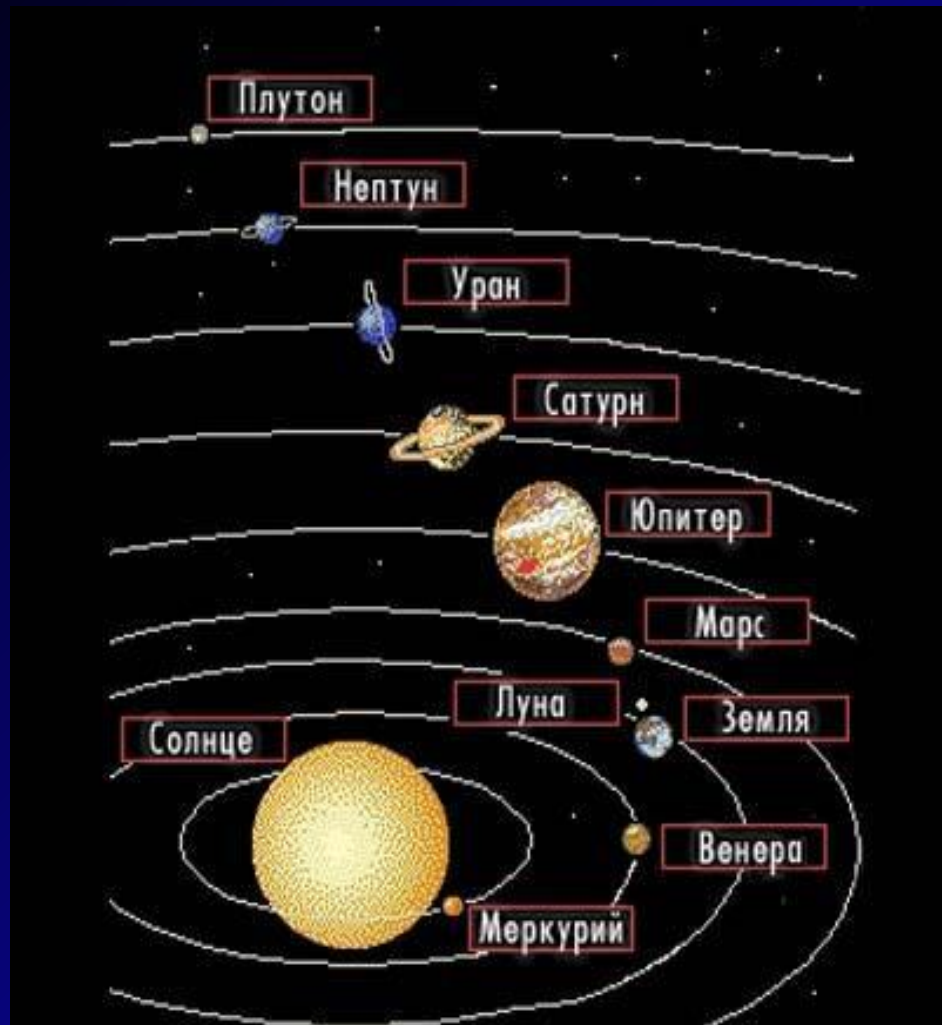 Плутон
Нептун
Уран
Сатурн
Юпитер
Марс
Луна
Земля
Солнце
Венера
Меркурий